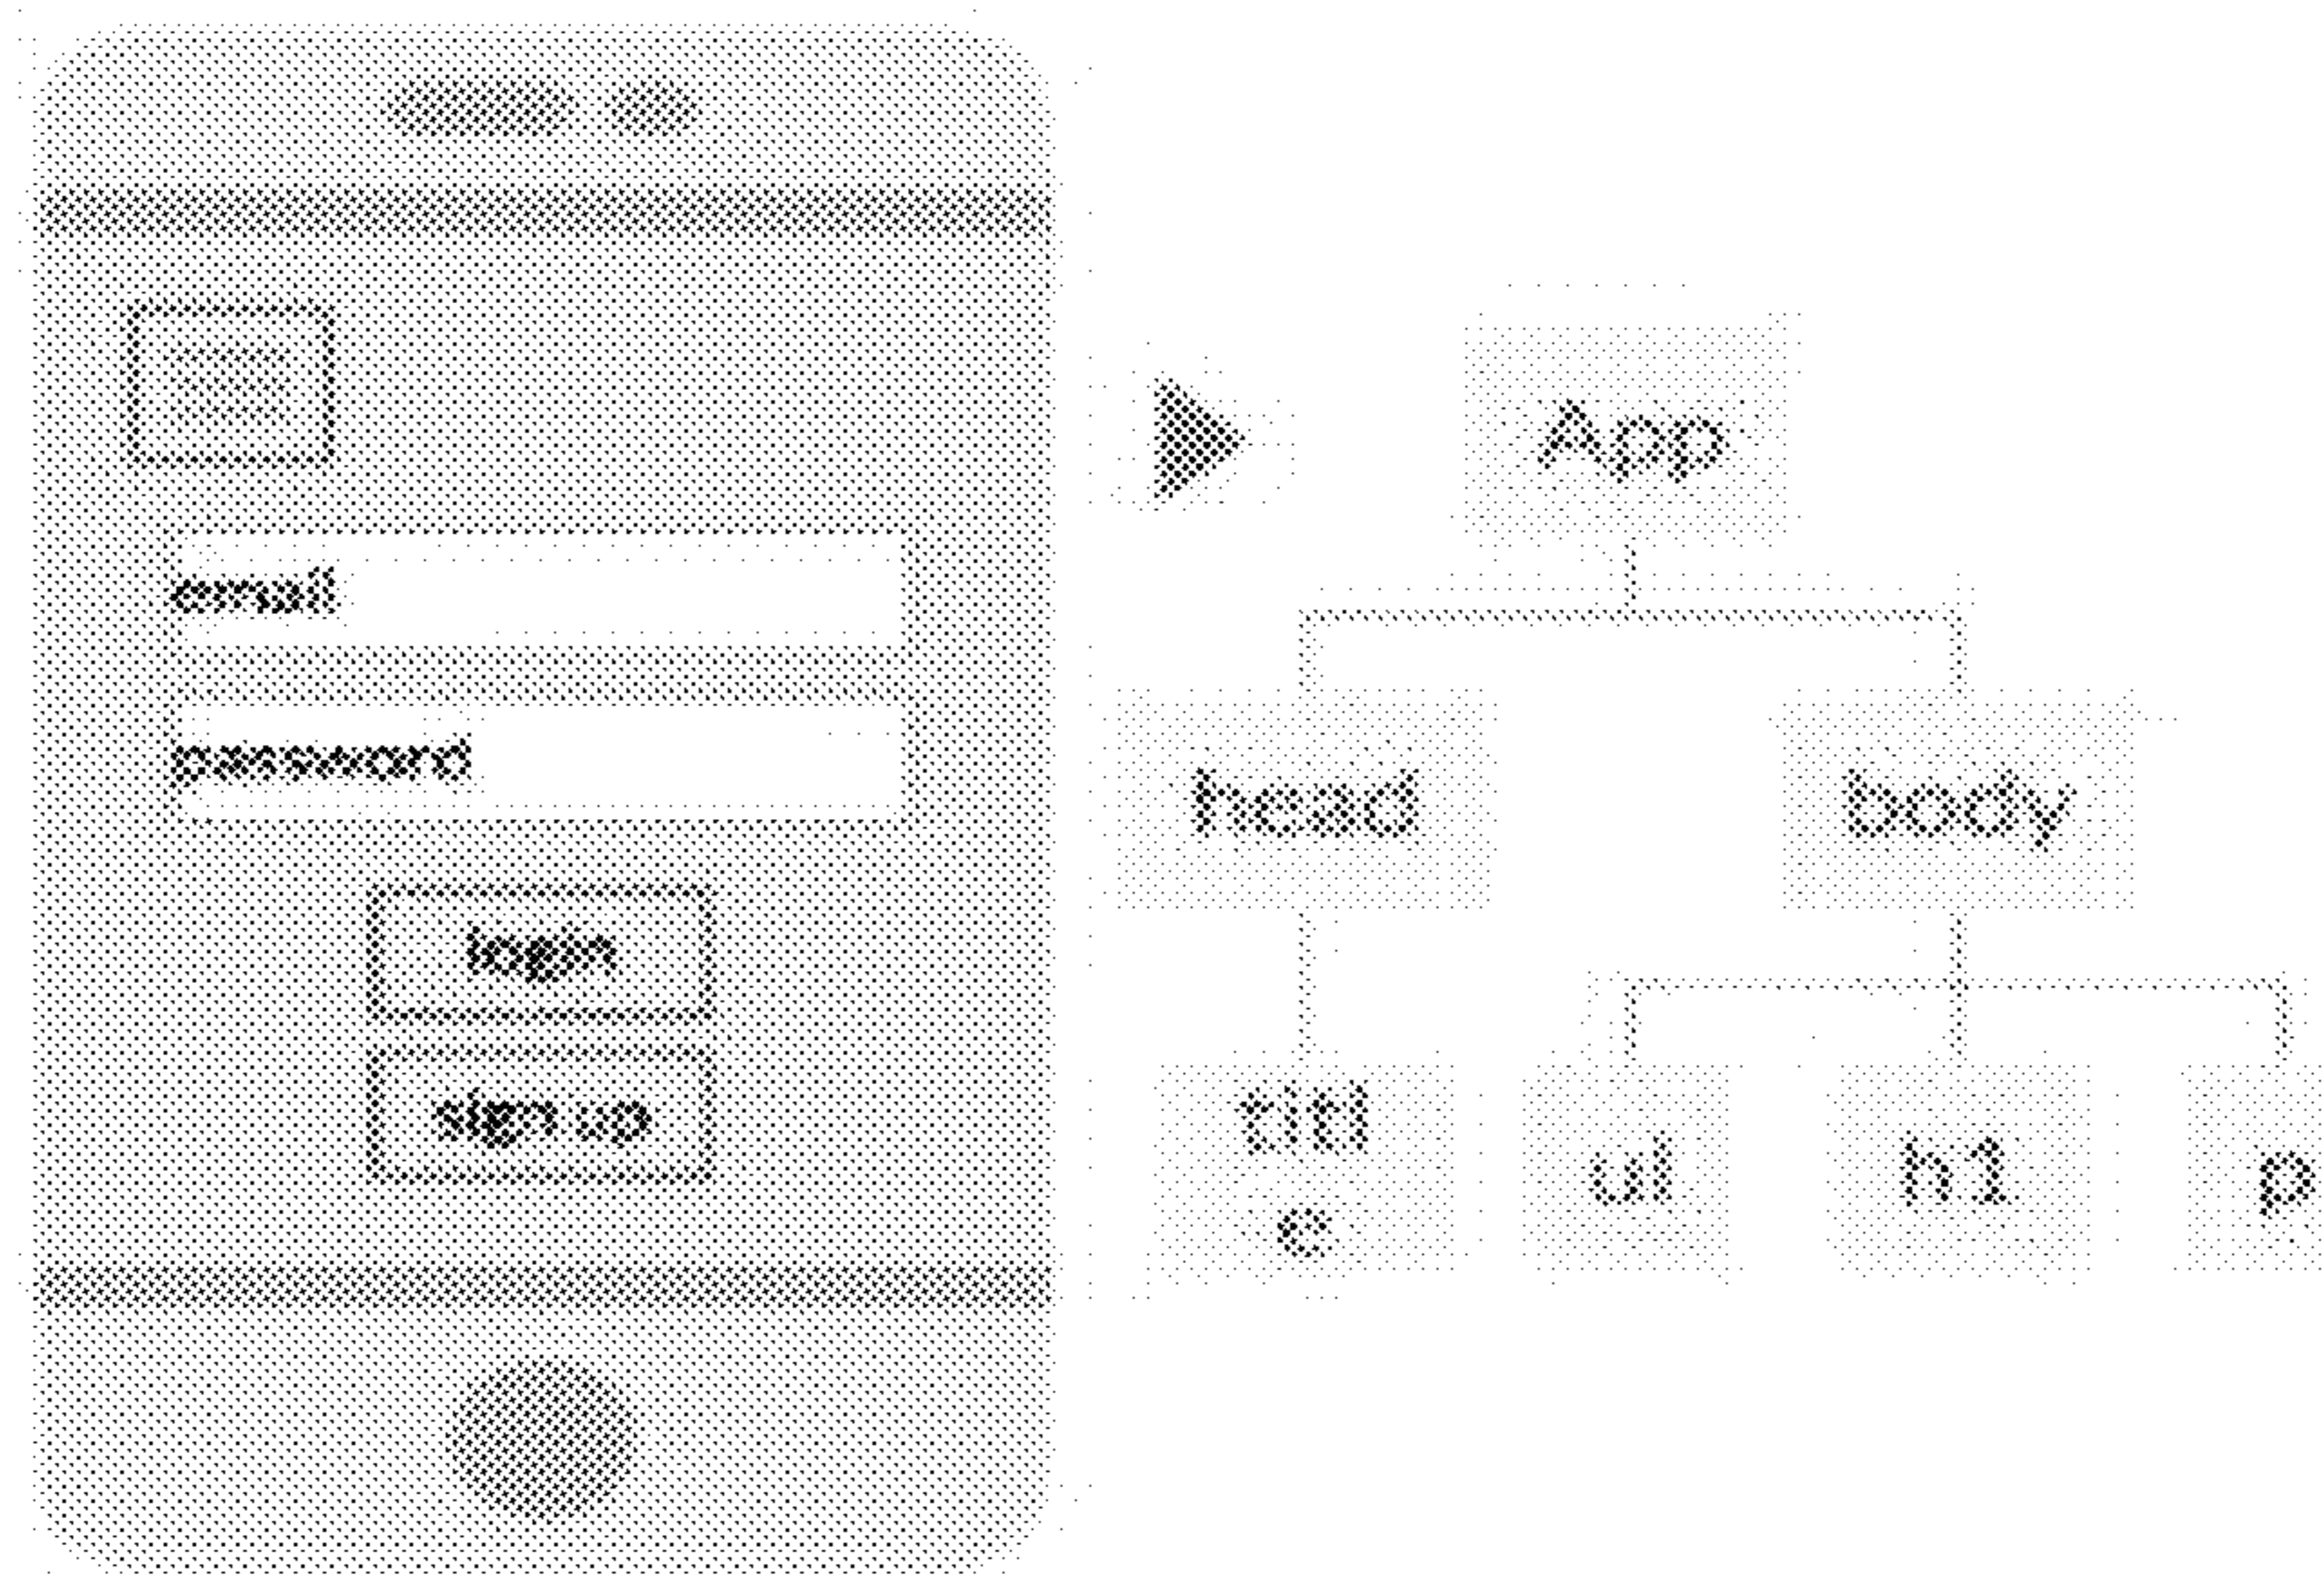 email
password
login
sign up
App
head
body
titl
e
ul
h1
p